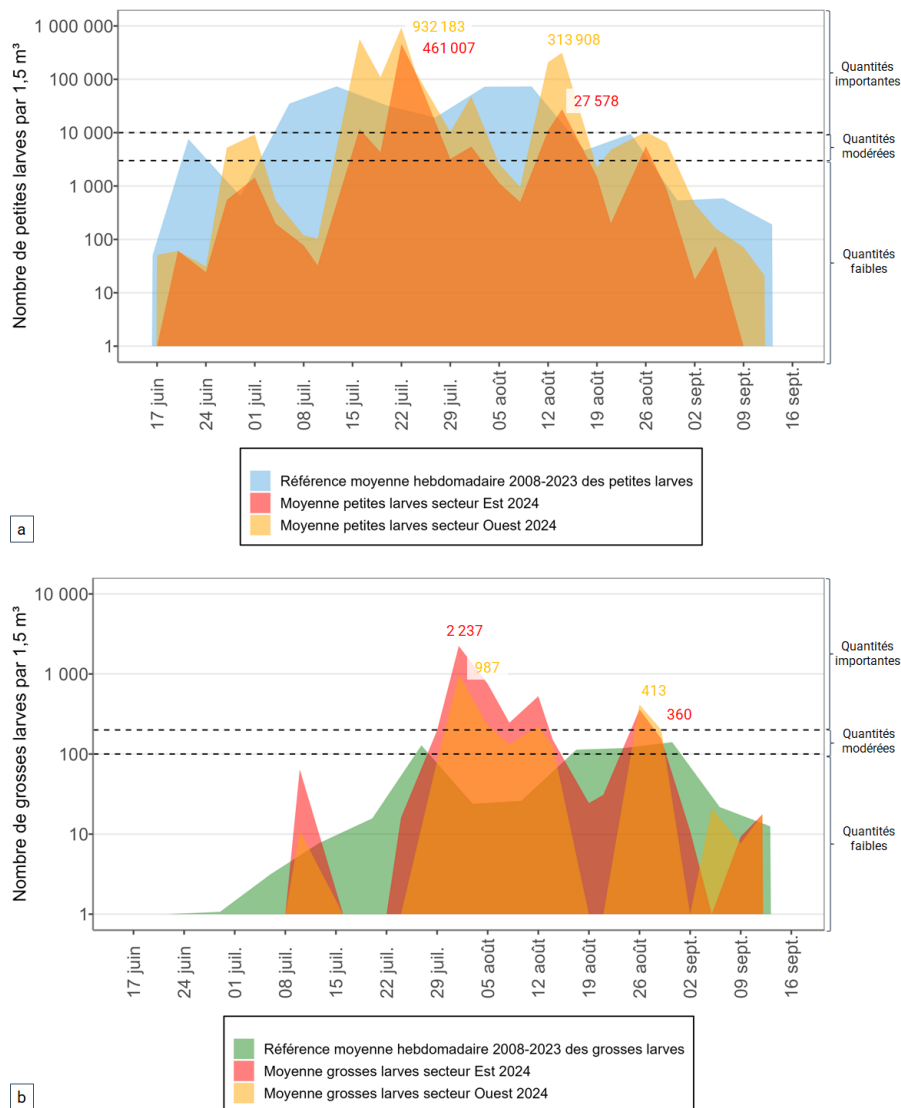 Nombre de petites larves par 1,5 m³
1 000 000
100 000
10 000
1 000
100
10
1
932 183
461 007
313 908
27 578
Quantités
importantes
Quantités
modérées
Quantités
faibles
17 juin
24 juin
01 juil.
08 juil.
15 juil.
22 juil.
29 juil.
05 août
12 août
19 août
26 août
02 sept.
09 sept.
16 sept.
Référence moyenne hebdomadaire 2008-2023 des petites larves
Moyenne petites larves secteur Est 2024
Moyenne petites larves secteur Ouest 2024
a
Nombre de grosses larves par 1,5 m³
10 000
1 000
100
10
1
2 237
987
413
360
Quantités
importantes
Quantités
modérées
Quantités
faibles
17 juin
24 juin
01 juil.
08 juil.
15 juil.
22 juil.
29 juil.
05 août
12 août
19 août
26 août
02 sept.
09 sept.
16 sept.
Référence moyenne hebdomadaire 2008-2023 des grosses larves
Moyenne grosses larves secteur Est 2024
Moyenne grosses larves secteur Ouest 2024
b